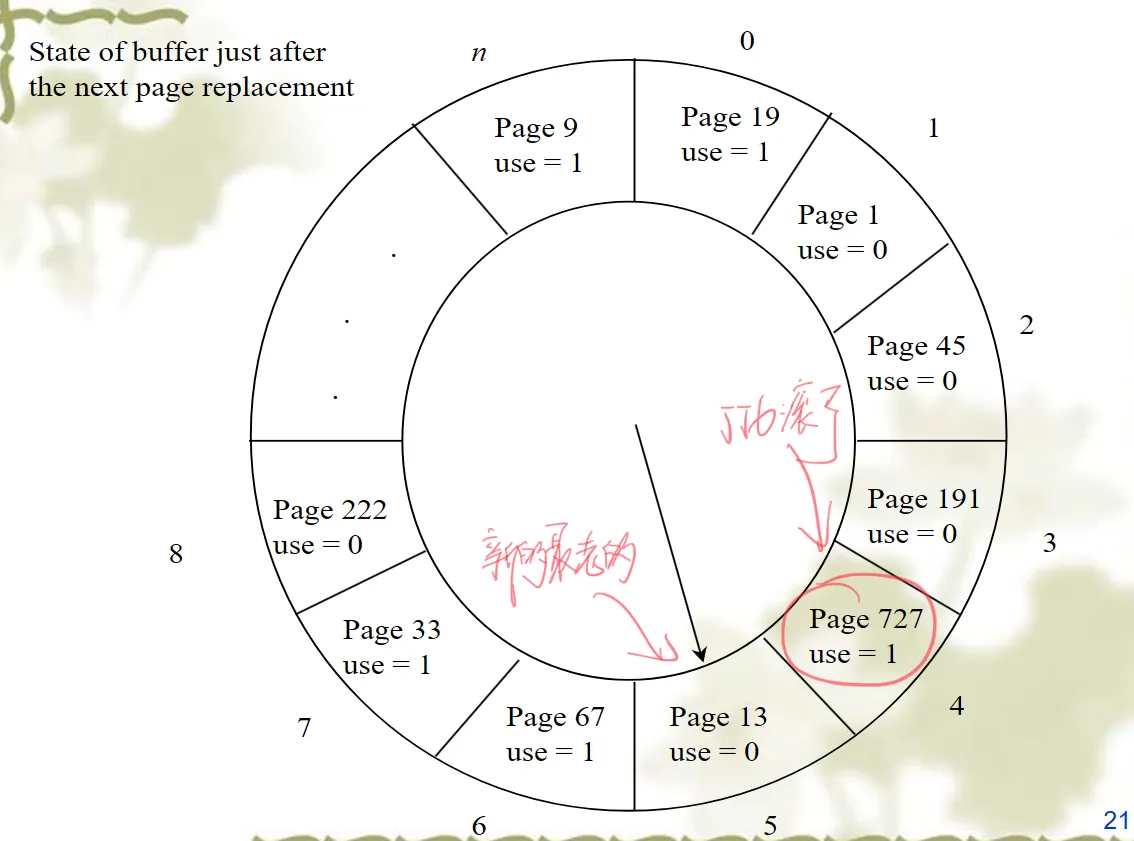 State of buffer just after
the next page replacement
n
0
Page 9
use = 1
Page 19
use = 1
1
Page 1
use = 0
2
Page 45
use = 0
Page 191
use = 0
3
新的最老的
Page 727
use = 1
4
Page 222
use = 0
8
Page 33
use = 1
7
Page 67
use = 1
6
Page 13
use = 0
5
21